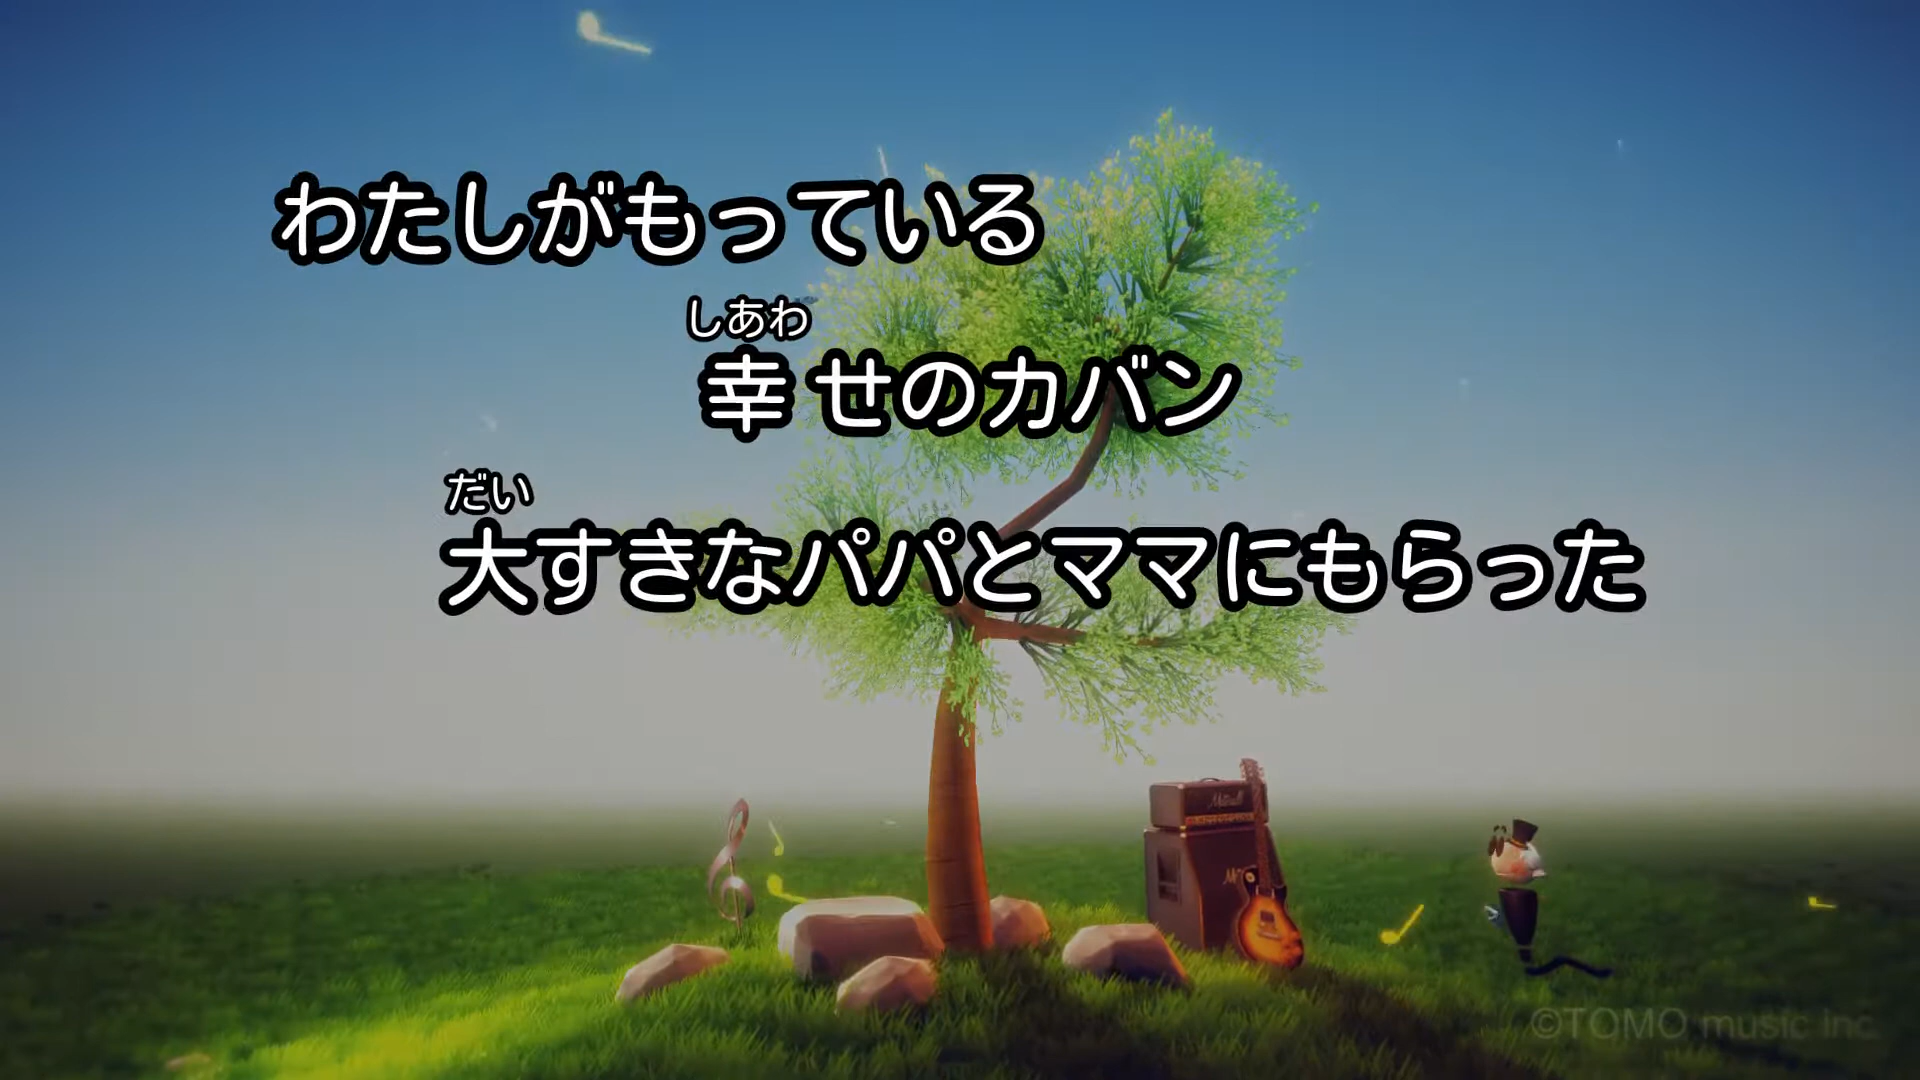 わたしがもっている
しあわ
幸せのカバン
だい
大すきなパパとママにもらった
©TOMO music inc.